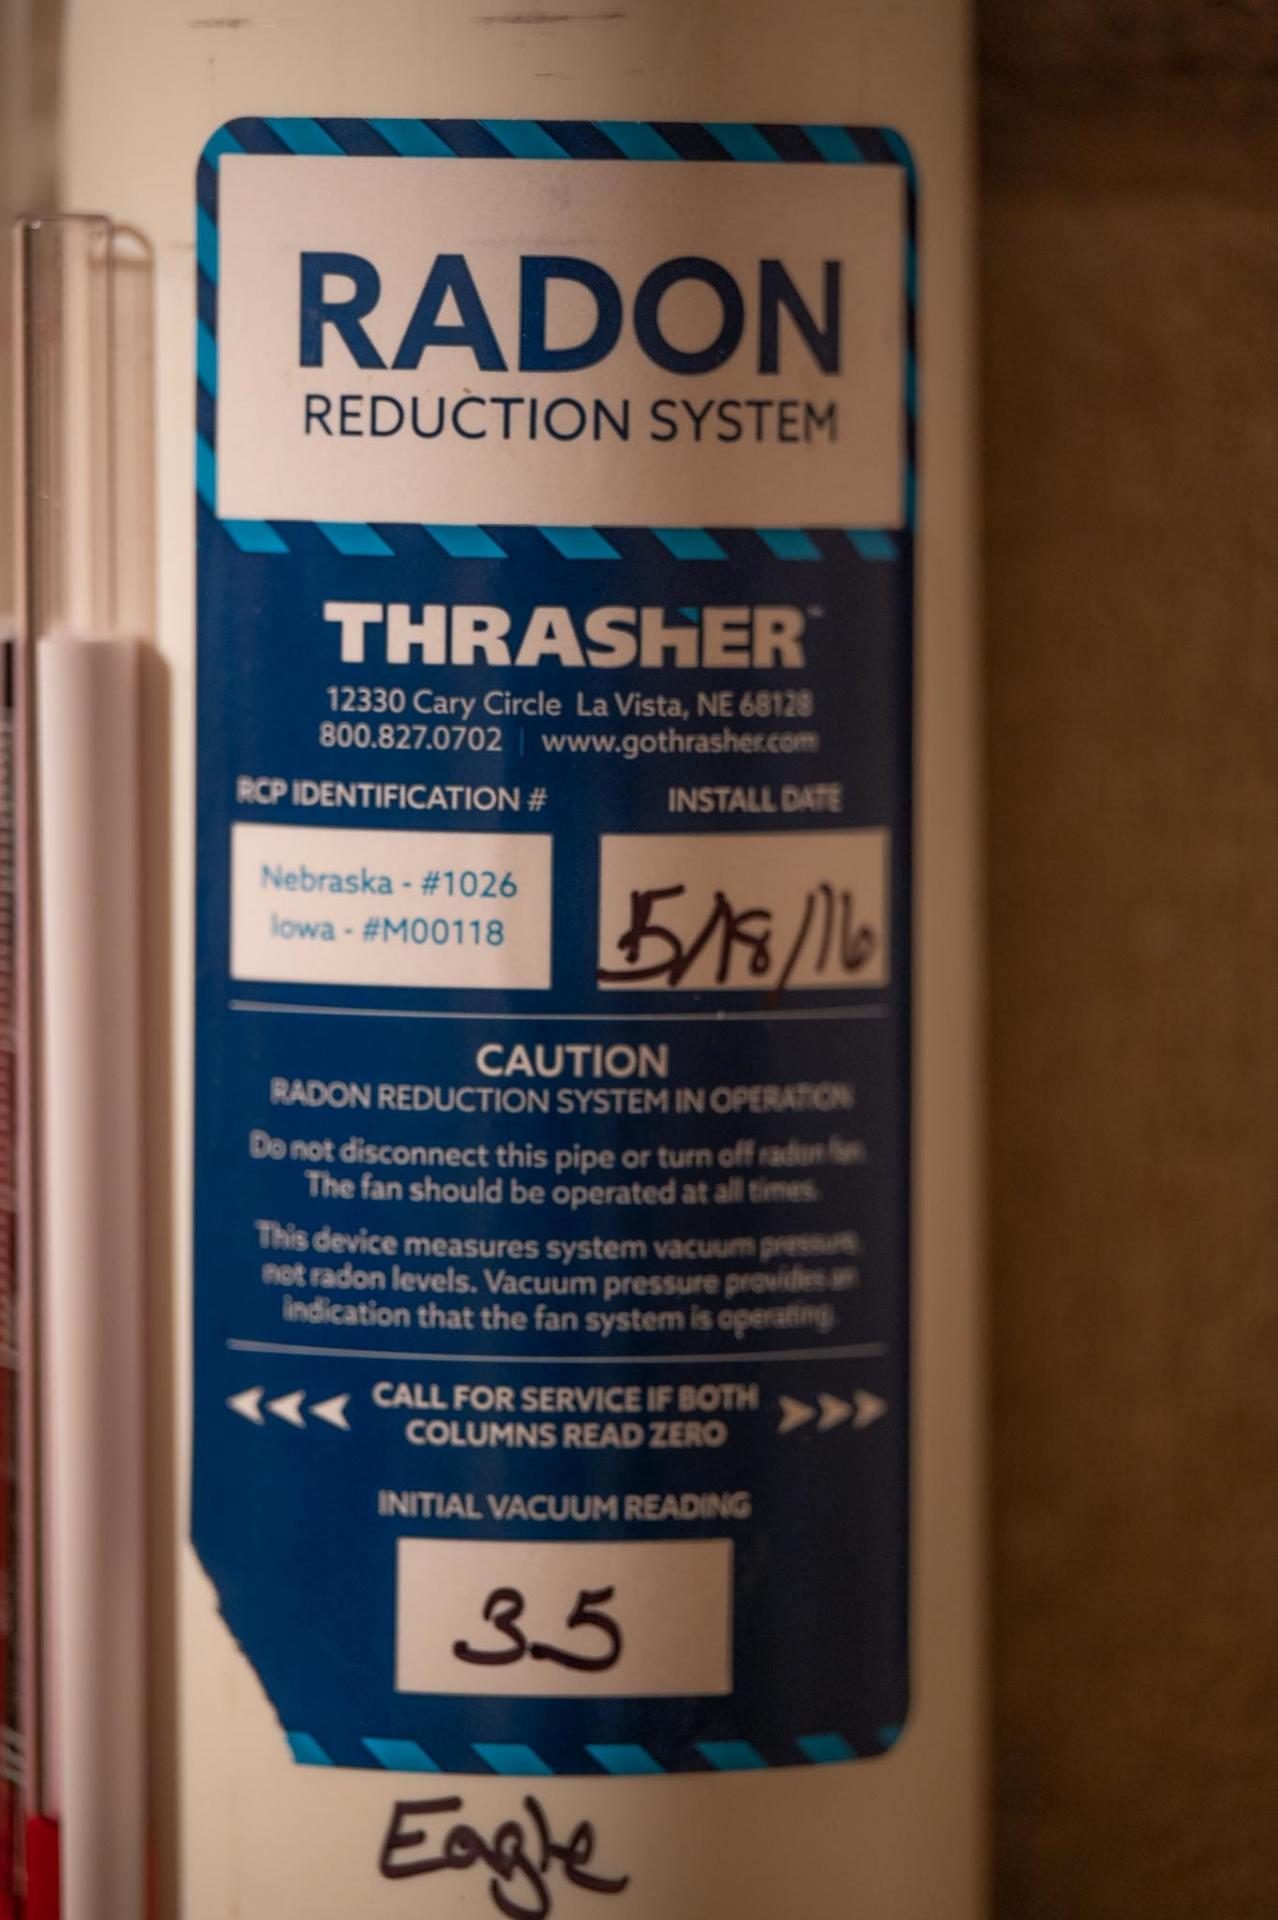 RADON
REDUCTION SYSTEM
THRASHER™
12330 Cary Circle La Vista, NE 68128
800.827.0702 | www.gothrasher.com
RCP IDENTIFICATION #
Nebraska - #1026
Iowa - #M00118
INSTALL DATE
5/18/16
CAUTION
RADON REDUCTION SYSTEM IN OPERATION
Do not disconnect this pipe or turn off radon fan.
The fan should be operated at all times.
This device measures system vacuum pressure,
not radon levels. Vacuum pressure provides an
indication that the fan system is operating.
CALL FOR SERVICE IF BOTH
COLUMNS READ ZERO
INITIAL VACUUM READING
3.5
Eagle